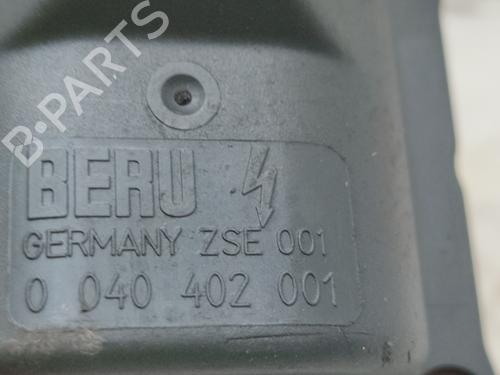 B-PARTS
BERU
GERMANY ZSE 001
0 040 402 001